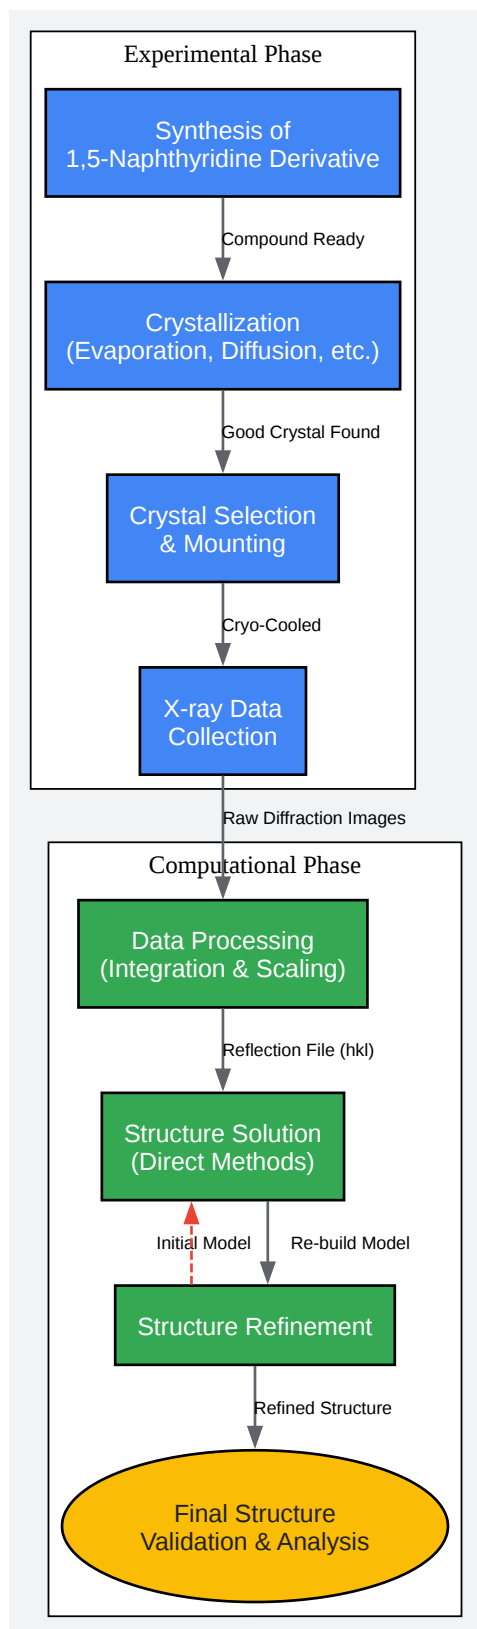 Experimental Phase
Synthesis of
1,5-Naphthyridine Derivative
Compound Ready
Crystallization
(Evaporation, Diffusion, etc.)
Good Crystal Found
Crystal Selection
& Mounting
Cryo-Cooled
X-ray Data
Collection
Raw Diffraction Images
Computational Phase
Data Processing
(Integration & Scaling)
Reflection File (hkl)
Structure Solution
(Direct Methods)
Initial Model
Re-build Model
Structure Refinement
Refined Structure
Final Structure
Validation & Analysis